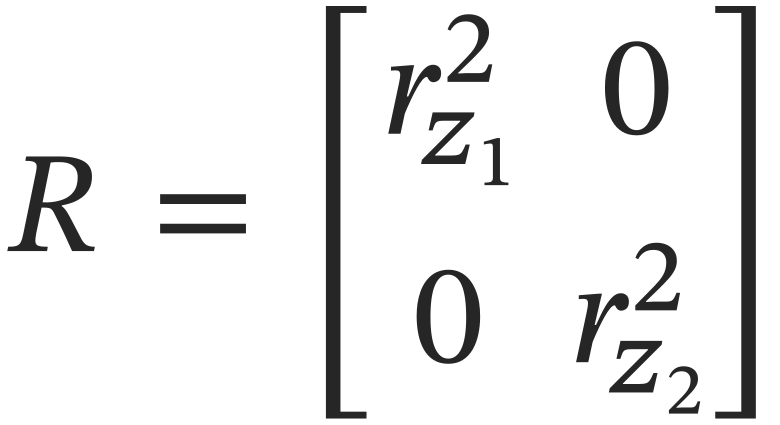 R = [ r_{z_1}^2 0
0 r_{z_2}^2 ]